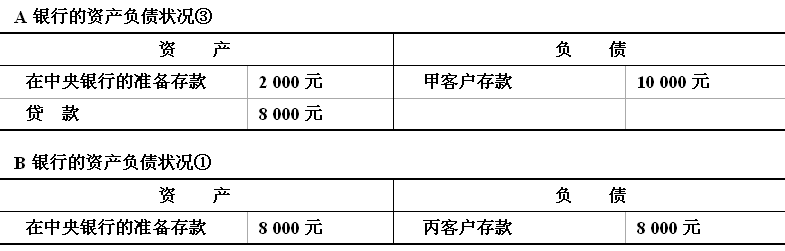 A 银行的资产负债状况③
资 产 负 债
在中央银行的准备存款 2 000 元 甲客户存款 10 000 元
贷 款 8 000 元
B 银行的资产负债状况①
资 产 负 债
在中央银行的准备存款 8 000 元 丙客户存款 8 000 元